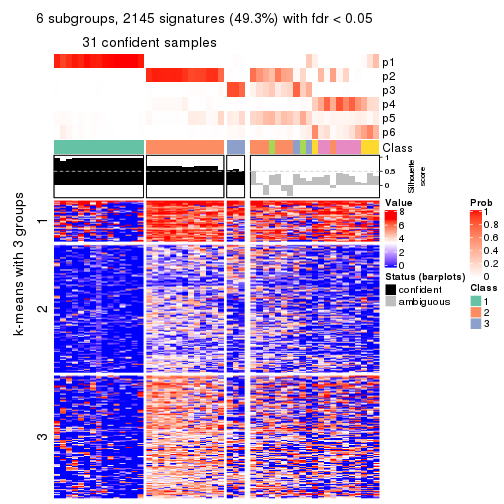 6 subgroups, 2145 signatures (49.3%) with fdr < 0.05
31 confident samples
p1
p2
p3
p4
p5
p6
Class
1
0.5
0
Silhouette
score
k-means with 3 groups
1
2
3
Value
8
6
4
2
0
Status (barplots)
confident
ambiguous
Prob
1
0.8
0.6
0.4
0.2
0
Class
1
2
3